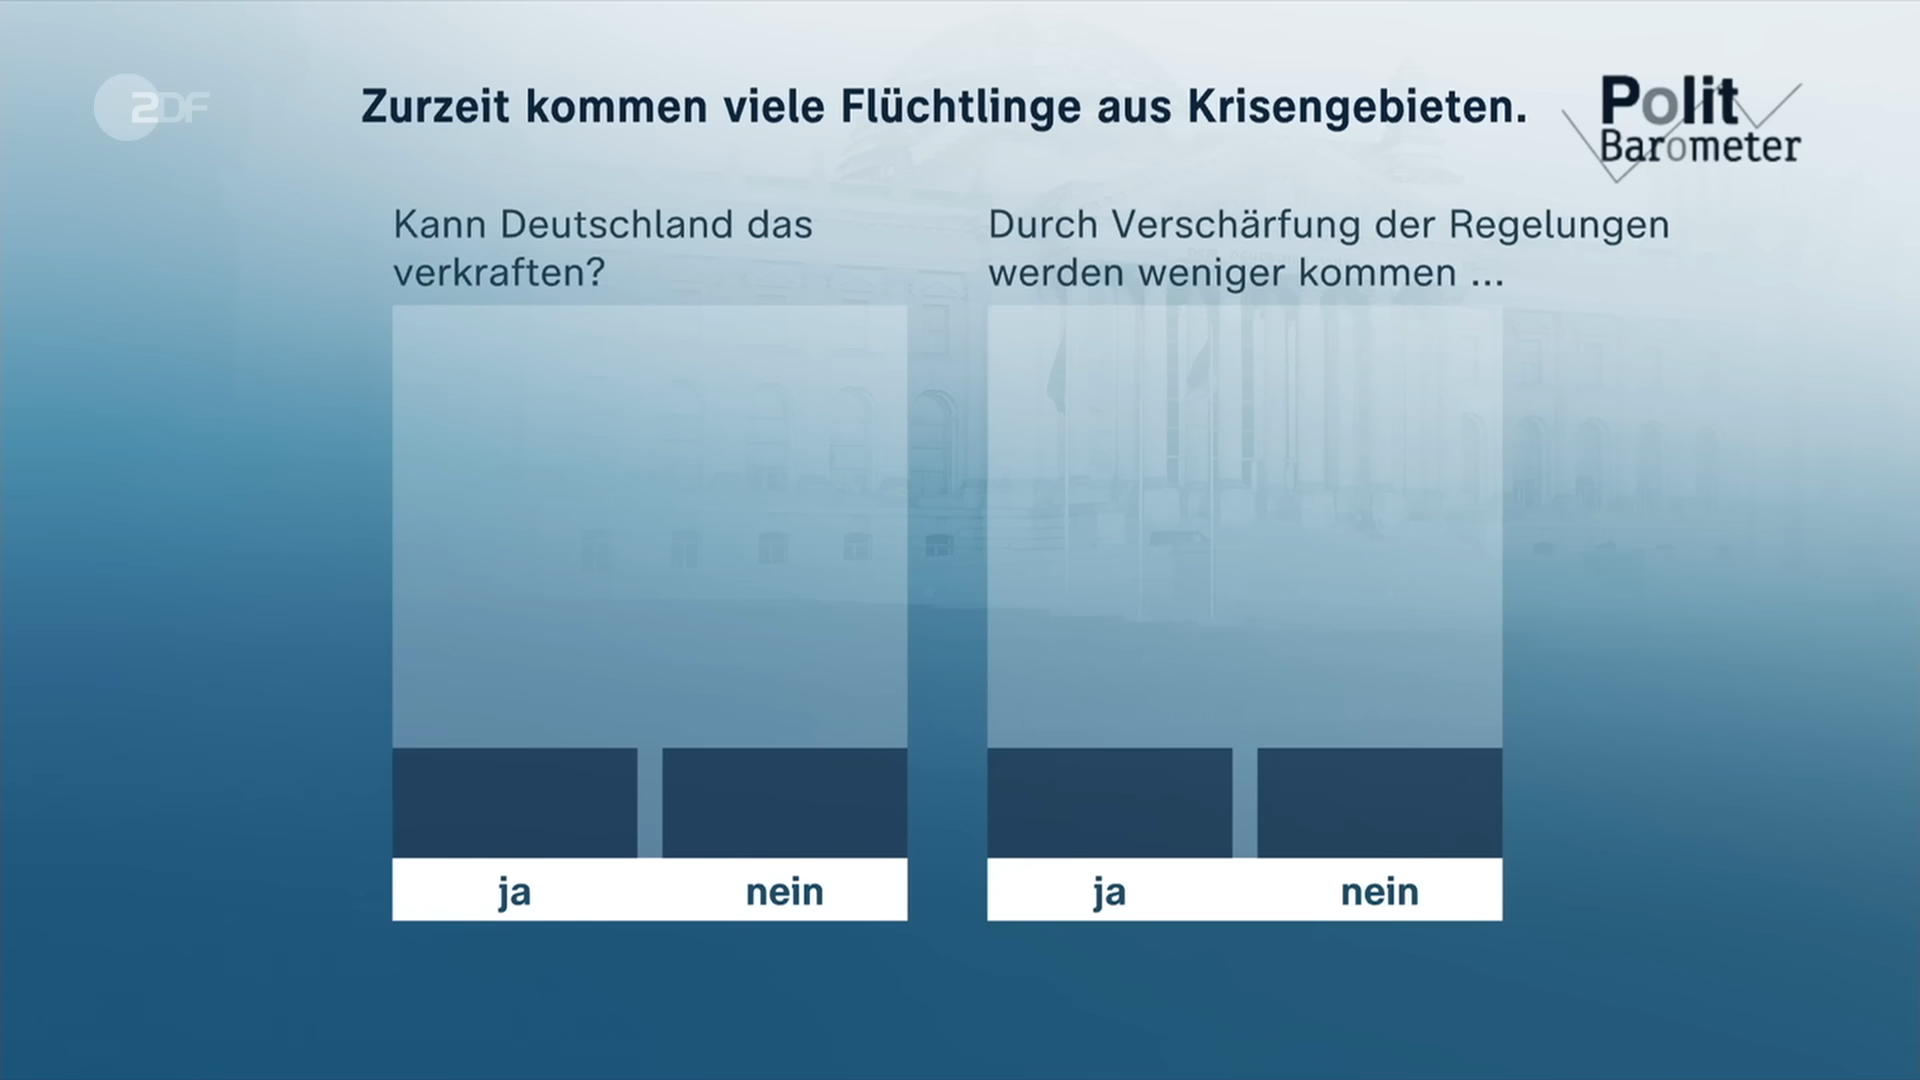 ZDF
Zurzeit kommen viele Flüchtlinge aus Krisengebieten.
Polit
Barometer
Kann Deutschland das
verkraften?
Durch Verschärfung der Regelungen
werden weniger kommen ...
ja
nein
ja
nein